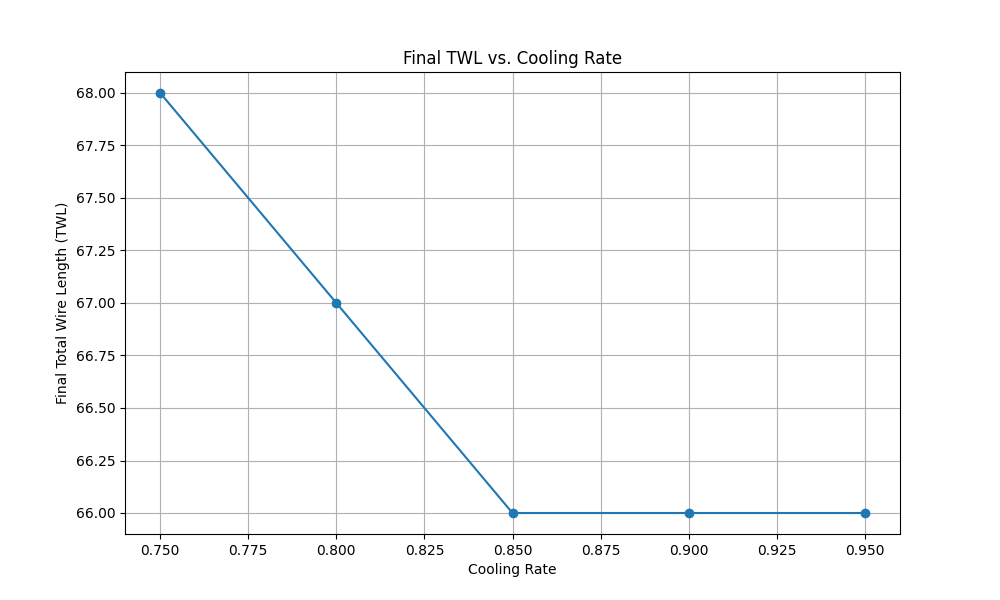 Final TWL vs. Cooling Rate
Final Total Wire Length (TWL)
68.00
67.75
67.50
67.25
67.00
66.75
66.50
66.25
66.00
0.750 0.775 0.800 0.825 0.850 0.875 0.900 0.925 0.950
Cooling Rate